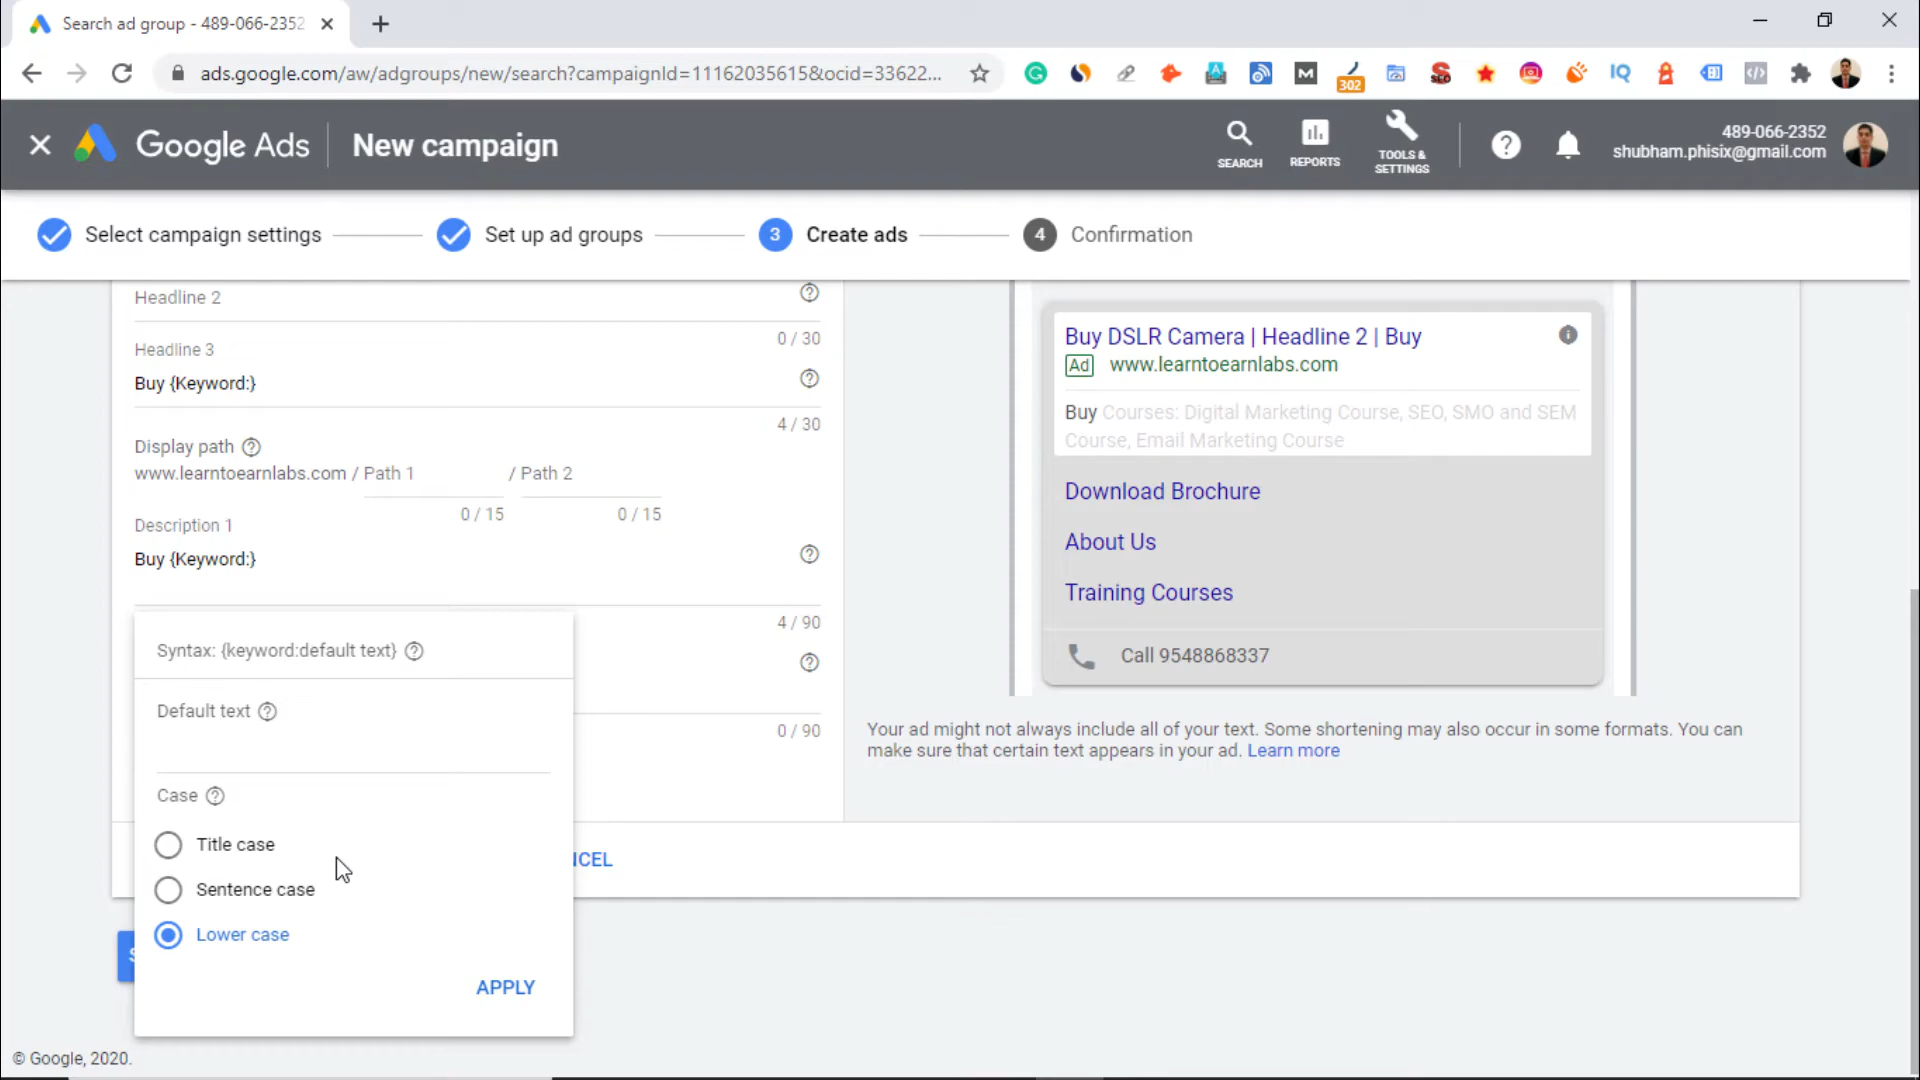 Search ad group - 489-066-2352
ads.google.com/aw/adgroups/new/search?campaignId=11162035615&ocid=33622...
302
SEO
IQ
Google Ads
New campaign
SEARCH
REPORTS
TOOLS &
SETTINGS
489-066-2352
shubham.phisix@gmail.com
Select campaign settings
Set up ad groups
3
Create ads
4
Confirmation
Headline 2
0 / 30
Headline 3
Buy {Keyword:}
4 / 30
Display path
www.learntoearnlabs.com / Path 1 / Path 2
0 / 15 0 / 15
Description 1
Buy {Keyword:}
4 / 90
Syntax: {keyword:default text}
Default text
0 / 90
Case
Title case
Sentence case
Lower case
APPLY
NCEL
S
Buy DSLR Camera | Headline 2 | Buy
Ad www.learntoearnlabs.com
Buy Courses: Digital Marketing Course, SEO, SMO and SEM
Course, Email Marketing Course
Download Brochure
About Us
Training Courses
Call 9548868337
Your ad might not always include all of your text. Some shortening may also occur in some formats. You can
make sure that certain text appears in your ad. Learn more
© Google, 2020.